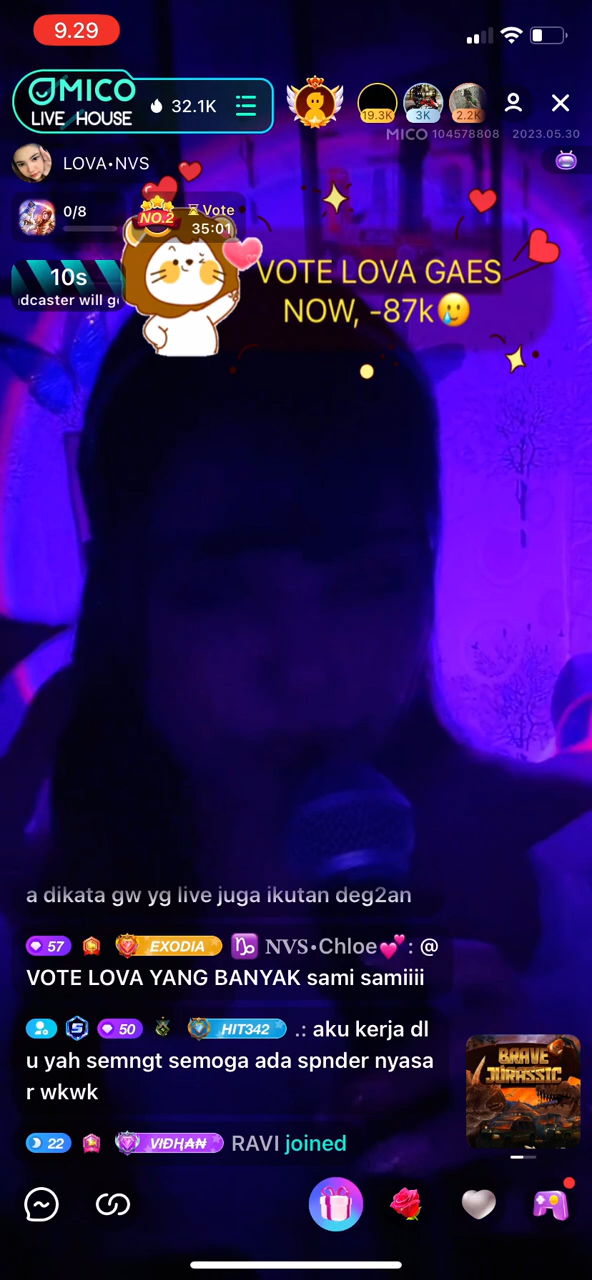 9.29
MICO
LIVE HOUSE
32.1K
19.3K
3K
2.2K
MICO 104578808 2023.05.30
LOVA•NVS
0/8
NO.2
Vote
35:01
10s
dcaster will g
VOTE LOVA GAES
NOW, -87k🥲
a dikata gw yg live juga ikutan deg2an
57 EXODIA ♑ NVS•Chloe💕: @
VOTE LOVA YANG BANYAK sami samiiii
S 50 HIT342 .: aku kerja dl
u yah semngt semoga ada spnder nyasa
r wkwk
BRAVE
JURASSIC
22 VIĐⱧ₳₦ RAVI joined